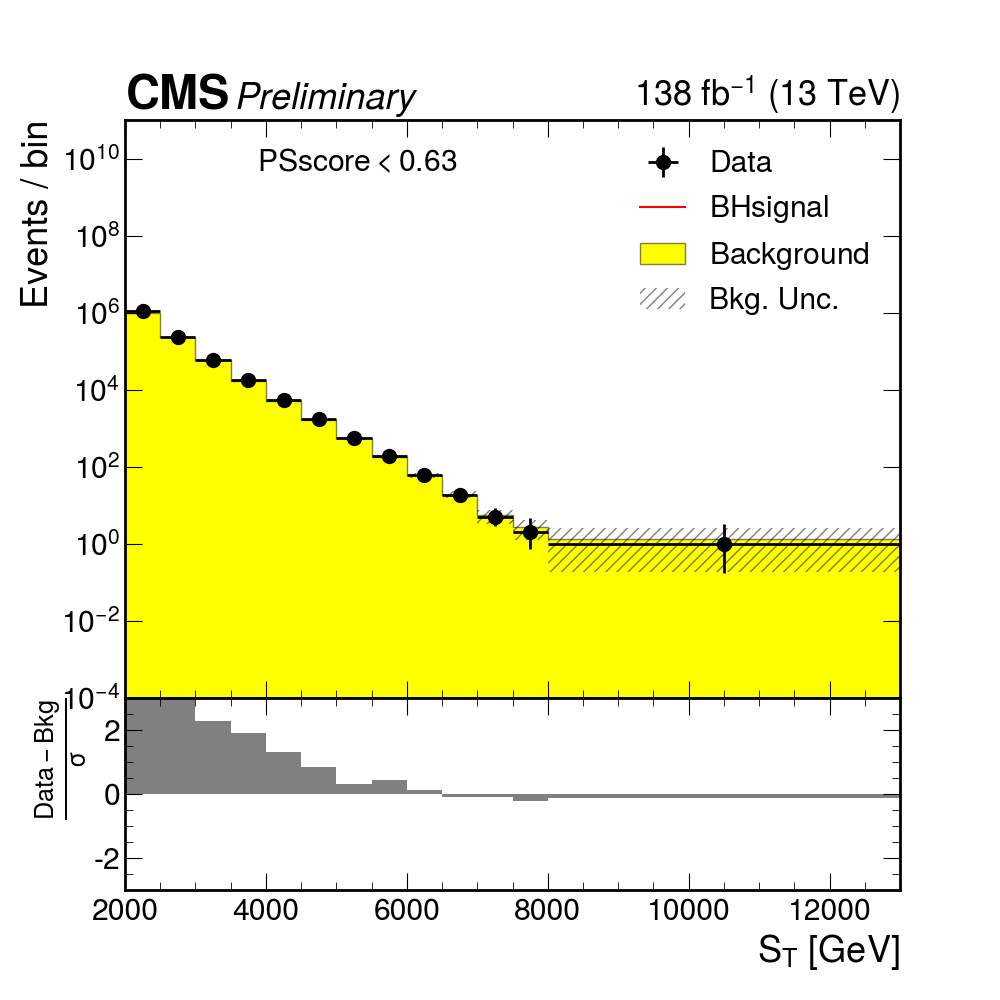 CMS Preliminary 138 fb⁻¹ (13 TeV)
Events / bin
PSscore < 0.63
Data
BHsignal
Background
Bkg. Unc.
10¹⁰
10⁸
10⁶
10⁴
10²
10⁰
10⁻²
10⁻⁴
Data – Bkg
σ
2
0
-2
2000 4000 6000 8000 10000 12000
S_T [GeV]